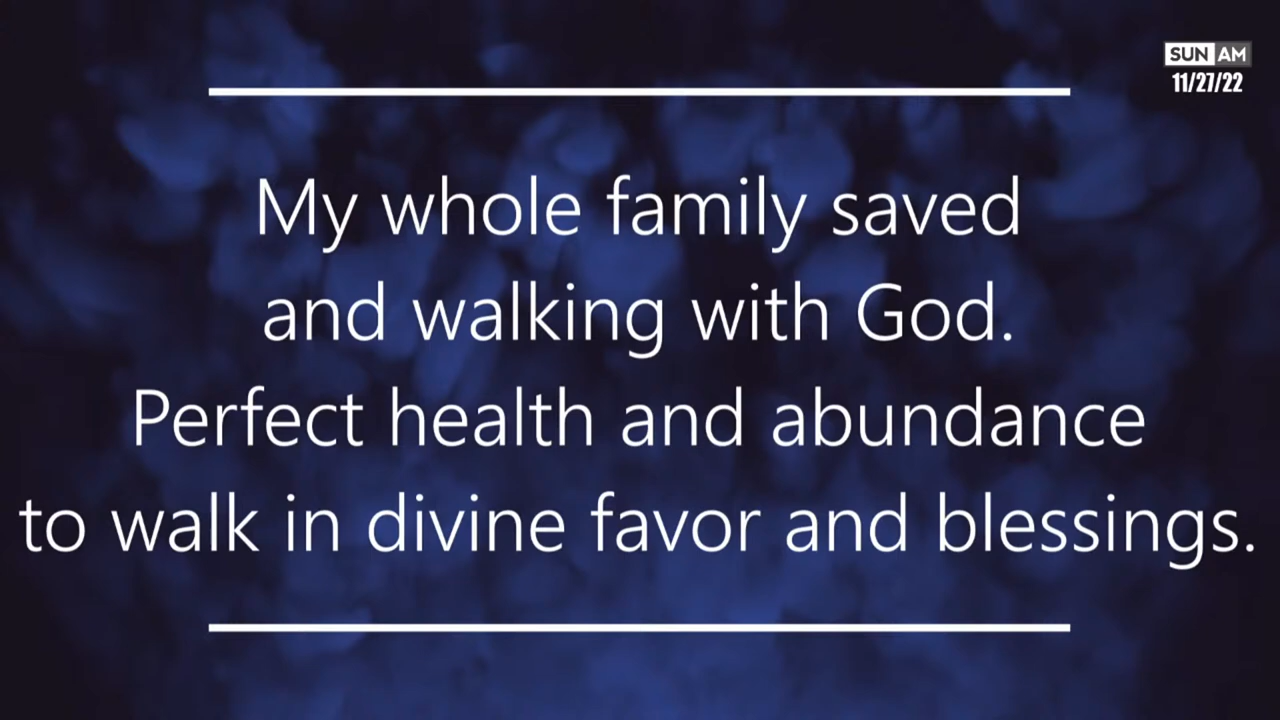 SUN AM
11/27/22
My whole family saved
and walking with God.
Perfect health and abundance
to walk in divine favor and blessings.